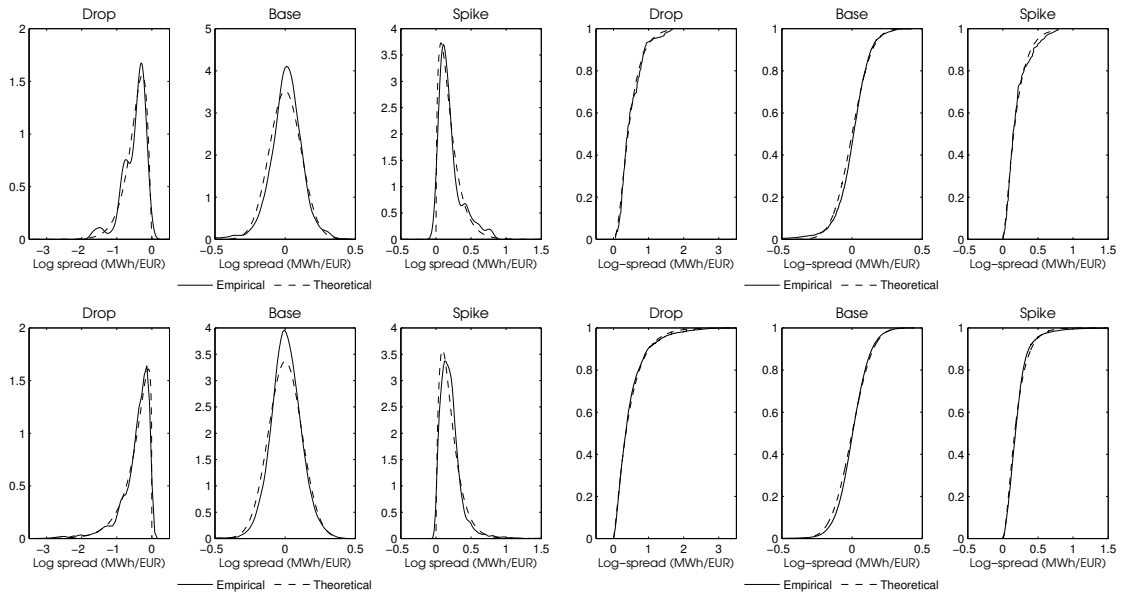 Drop
2
1.5
1
0.5
0
−3 −2 −1 0
Log spread (MWh/EUR)
Base
5
4
3
2
1
0
−0.5 0 0.5
Log spread (MWh/EUR)
Spike
4
3.5
3
2.5
2
1.5
1
0.5
0
−0.5 0 0.5 1 1.5
Log spread (MWh/EUR)
Empirical Theoretical
Drop
1
0.8
0.6
0.4
0.2
0
0 1 2 3
Log−spread (MWh/EUR)
Base
1
0.8
0.6
0.4
0.2
0
−0.5 0 0.5
Log−spread (MWh/EUR)
Spike
1
0.8
0.6
0.4
0.2
0
−0.5 0 0.5 1 1.5
Log−spread (MWh/EUR)
Empirical Theoretical
Drop
2
1.5
1
0.5
0
−3 −2 −1 0
Log spread (MWh/EUR)
Base
4
3.5
3
2.5
2
1.5
1
0.5
0
−0.5 0 0.5
Log spread (MWh/EUR)
Spike
4
3.5
3
2.5
2
1.5
1
0.5
0
−0.5 0 0.5 1 1.5
Log spread (MWh/EUR)
Empirical Theoretical
Drop
1
0.8
0.6
0.4
0.2
0
0 1 2 3
Log−spread (MWh/EUR)
Base
1
0.8
0.6
0.4
0.2
0
−0.5 0 0.5
Log−spread (MWh/EUR)
Spike
1
0.8
0.6
0.4
0.2
0
−0.5 0 0.5 1 1.5
Log−spread (MWh/EUR)
Empirical Theoretical